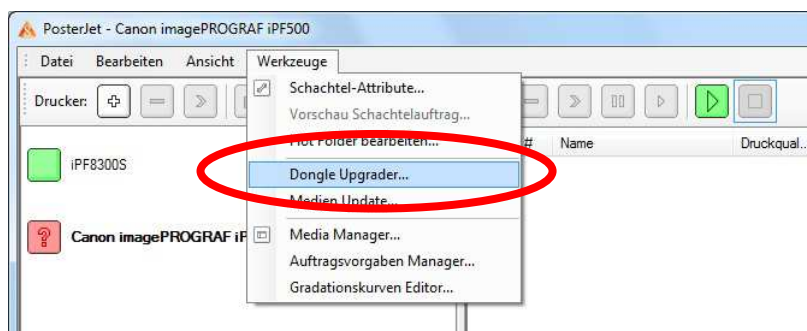 PosterJet - Canon imagePROGRAF iPF500
Datei Bearbeiten Ansicht Werkzeuge
Drucker:
Schachtel-Attribute...
Vorschau Schachtelauftrag...
Hot Folder bearbeiten...
# Name Druckqual...
iPF8300S
Dongle Upgrader...
Medien Update...
Canon imagePROGRAF iP
Media Manager...
Auftragsvorgaben Manager...
Gradationskurven Editor...